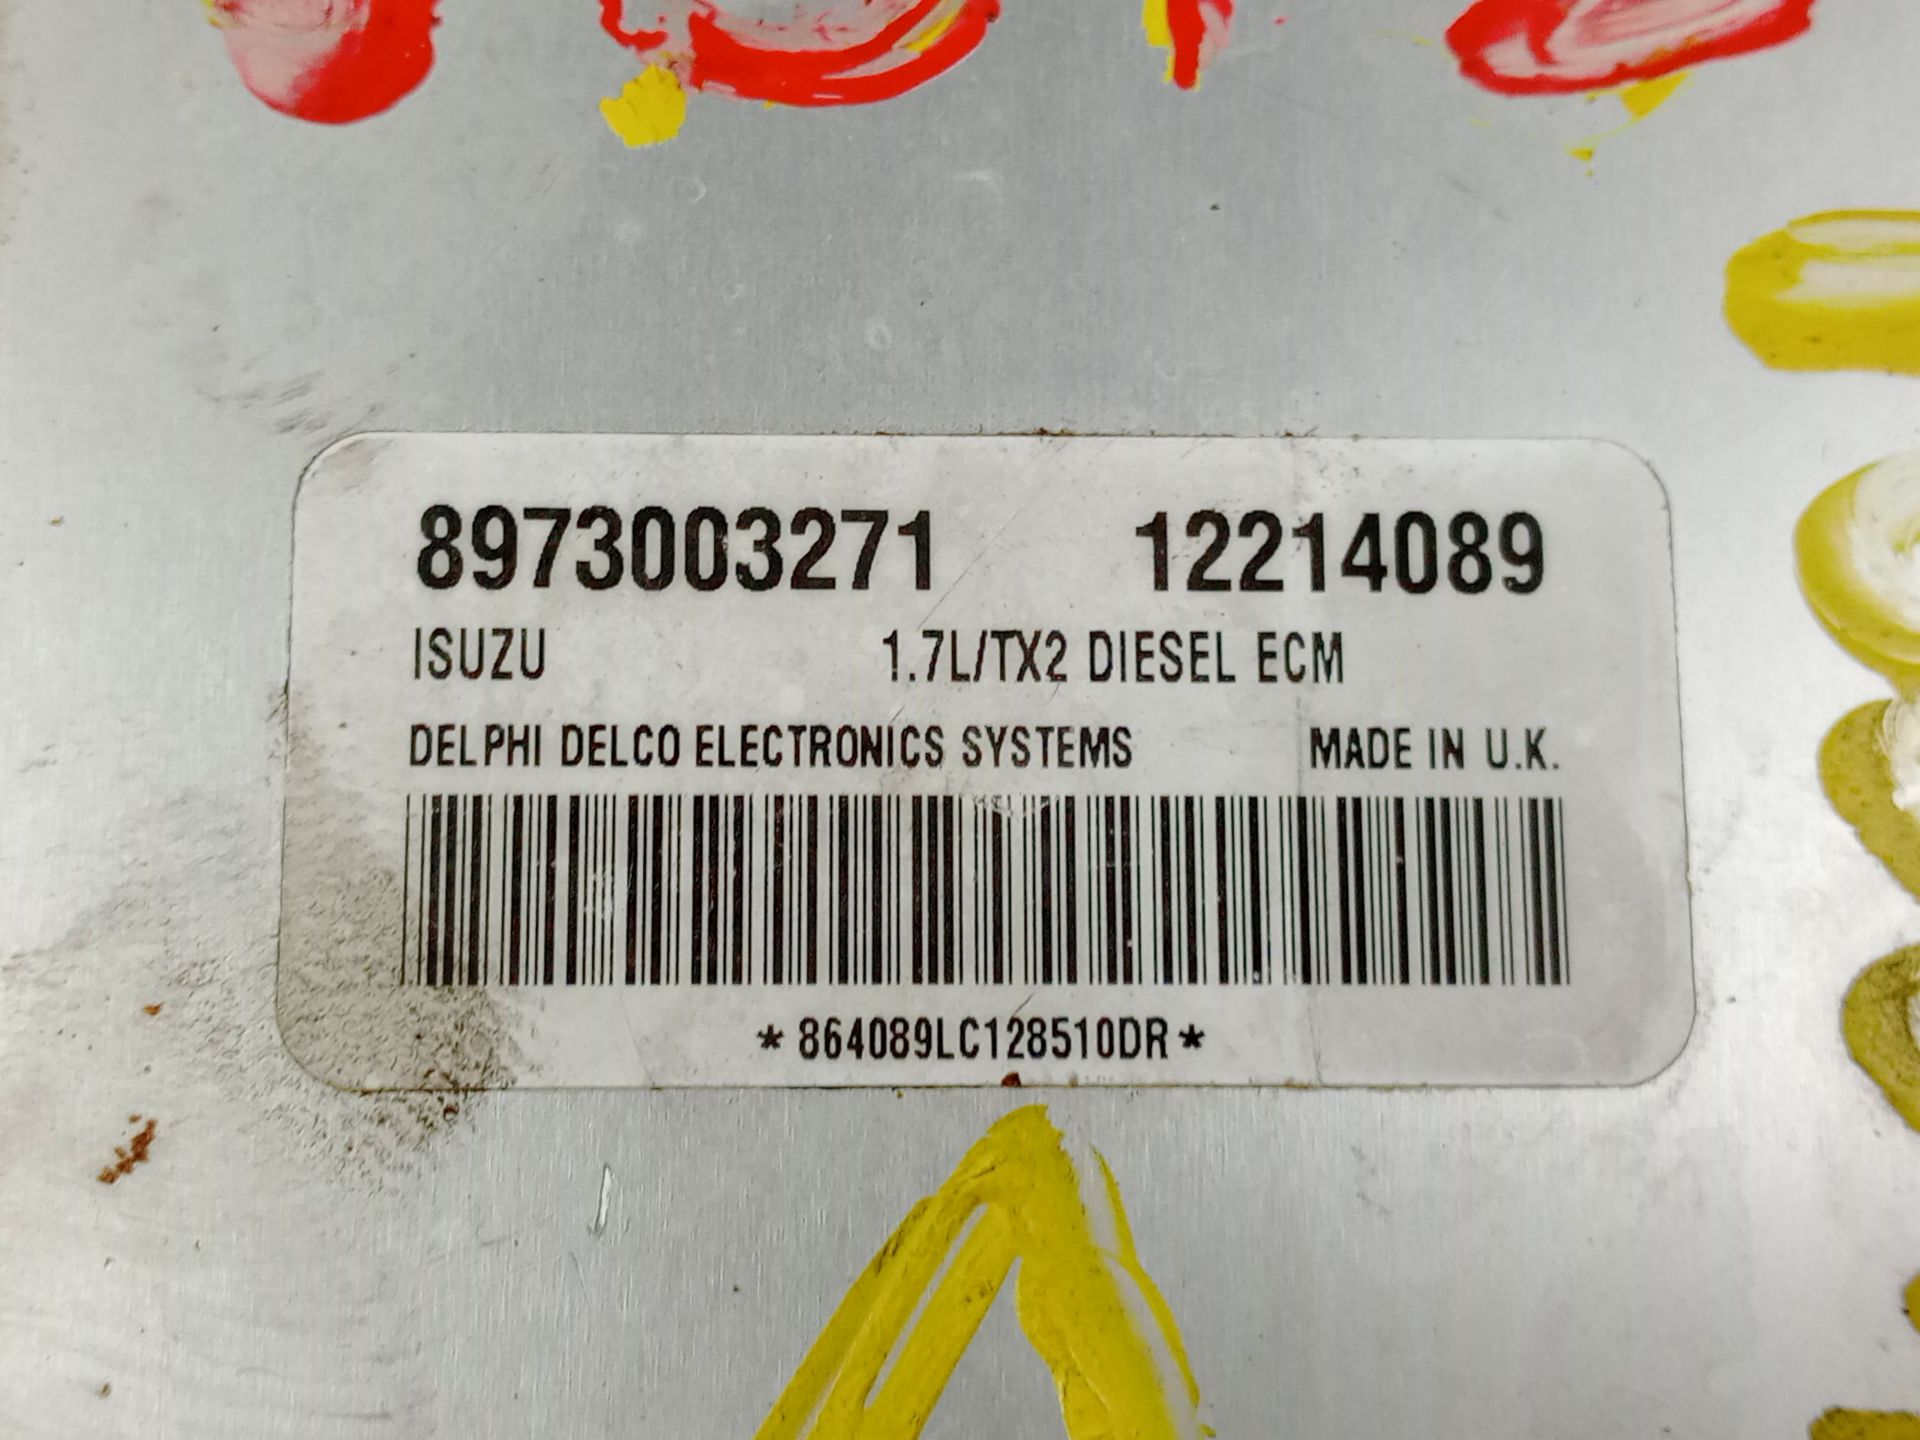 8973003271 12214089
ISUZU 1.7L/TX2 DIESEL ECM
DELPHI DELCO ELECTRONICS SYSTEMS MADE IN U.K.
*864089LC128510DR*